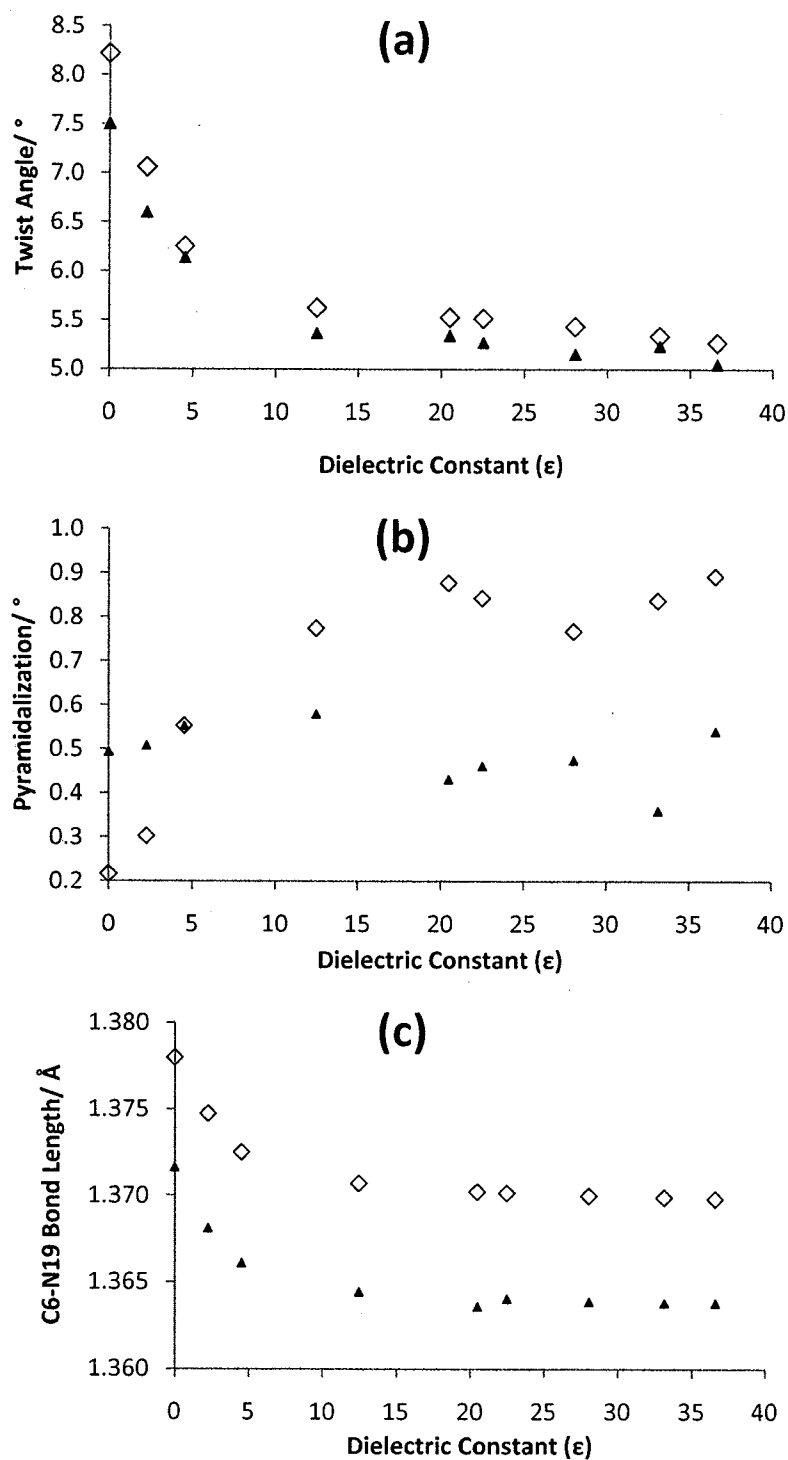 (a)
Twist Angle/ °
8.5
8.0
7.5
7.0
6.5
6.0
5.5
5.0
0 5 10 15 20 25 30 35 40
Dielectric Constant (ε)
(b)
Pyramidalization/ °
1.0
0.9
0.8
0.7
0.6
0.5
0.4
0.3
0.2
0 5 10 15 20 25 30 35 40
Dielectric Constant (ε)
(c)
C6-N19 Bond Length/ Å
1.380
1.375
1.370
1.365
1.360
0 5 10 15 20 25 30 35 40
Dielectric Constant (ε)